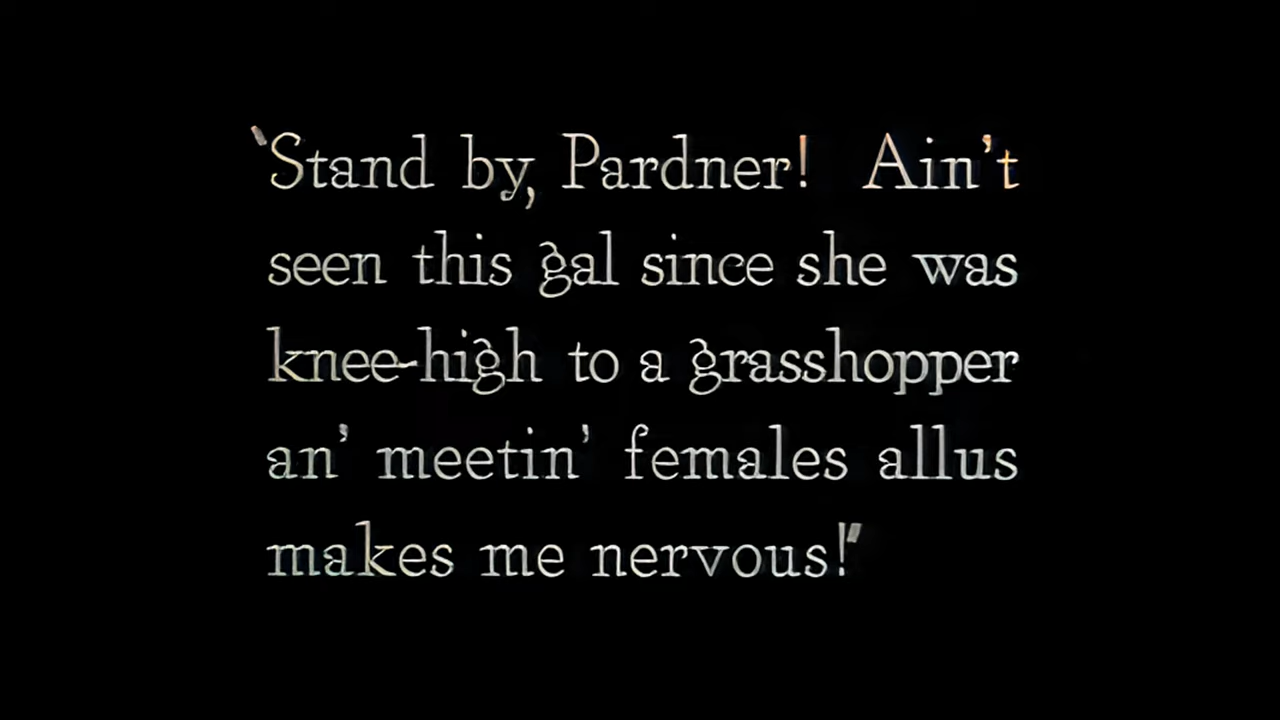 "Stand by, Pardner! Ain't
seen this gal since she was
knee-high to a grasshopper
an' meetin' females allus
makes me nervous!"